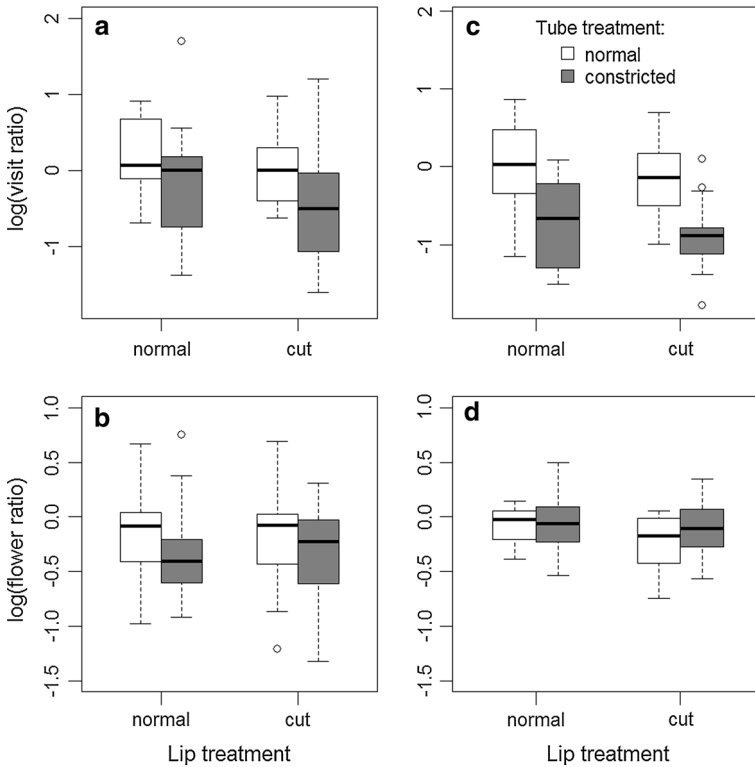 a
2
1
0
-1
log(visit ratio)
normal cut
c
Tube treatment:
normal
constricted
2
1
0
-1
normal cut
b
1.0
0.5
0.0
-0.5
-1.0
-1.5
log(flower ratio)
normal cut
Lip treatment
d
1.0
0.5
0.0
-0.5
-1.0
-1.5
normal cut
Lip treatment